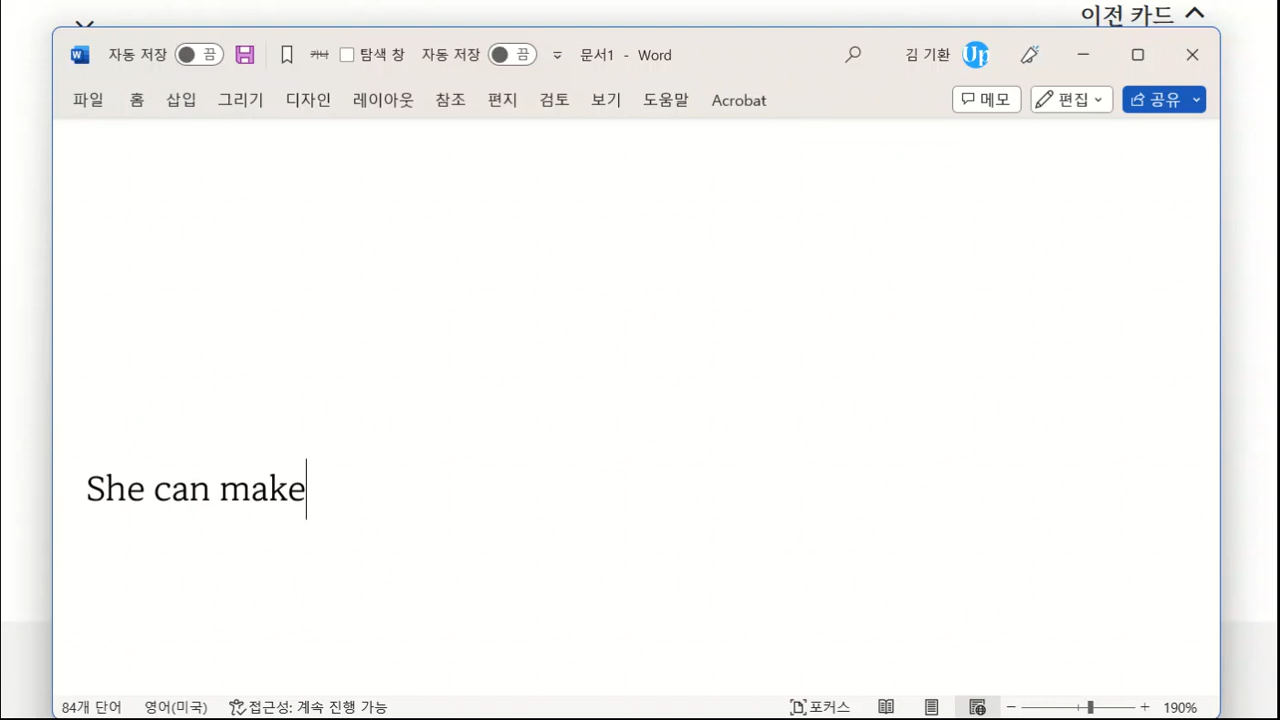 이전 카드
자동 저장 끔 탐색 창 자동 저장 끔 문서1 - Word 김 기환 Up
파일 홈 삽입 그리기 디자인 레이아웃 참조 편지 검토 보기 도움말 Acrobat 메모 편집 공유
She can make
84개 단어 영어(미국) 접근성: 계속 진행 가능 포커스 190%